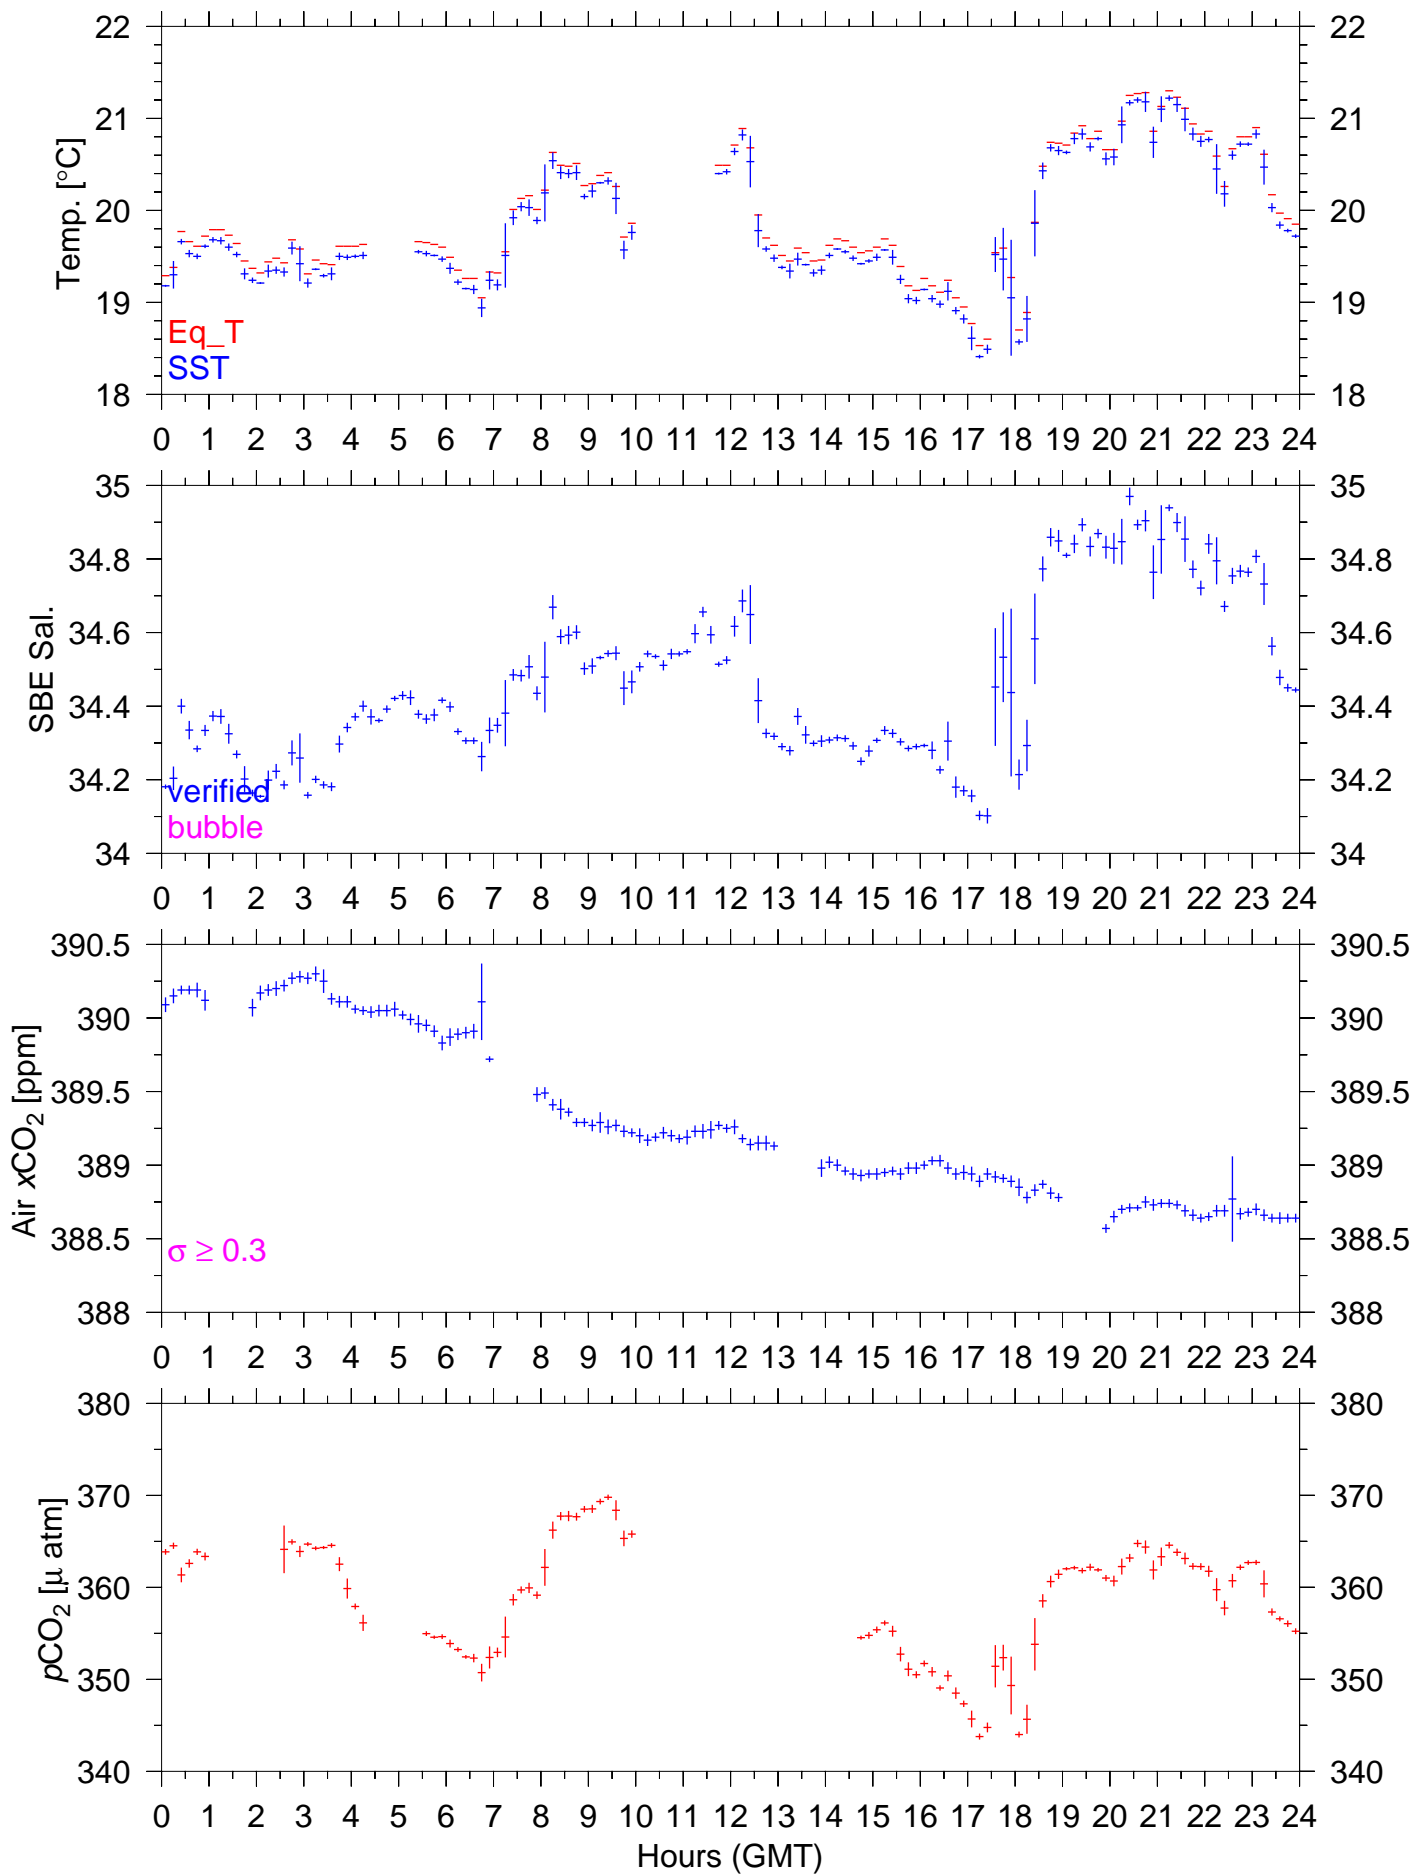 22 22
21 21
20 20
19 19
18 18
Temp. [°C]
Eq_T
SST
0 1 2 3 4 5 6 7 8 9 10 11 12 13 14 15 16 17 18 19 20 21 22 23 24
35 35
34.8 34.8
34.6 34.6
34.4 34.4
34.2 34.2
34 34
SBE Sal.
verified
bubble
0 1 2 3 4 5 6 7 8 9 10 11 12 13 14 15 16 17 18 19 20 21 22 23 24
390.5 390.5
390 390
389.5 389.5
389 389
388.5 388.5
388 388
Air xCO₂ [ppm]
σ ≥ 0.3
0 1 2 3 4 5 6 7 8 9 10 11 12 13 14 15 16 17 18 19 20 21 22 23 24
380 380
370 370
360 360
350 350
340 340
pCO₂ [μ atm]
0 1 2 3 4 5 6 7 8 9 10 11 12 13 14 15 16 17 18 19 20 21 22 23 24
Hours (GMT)